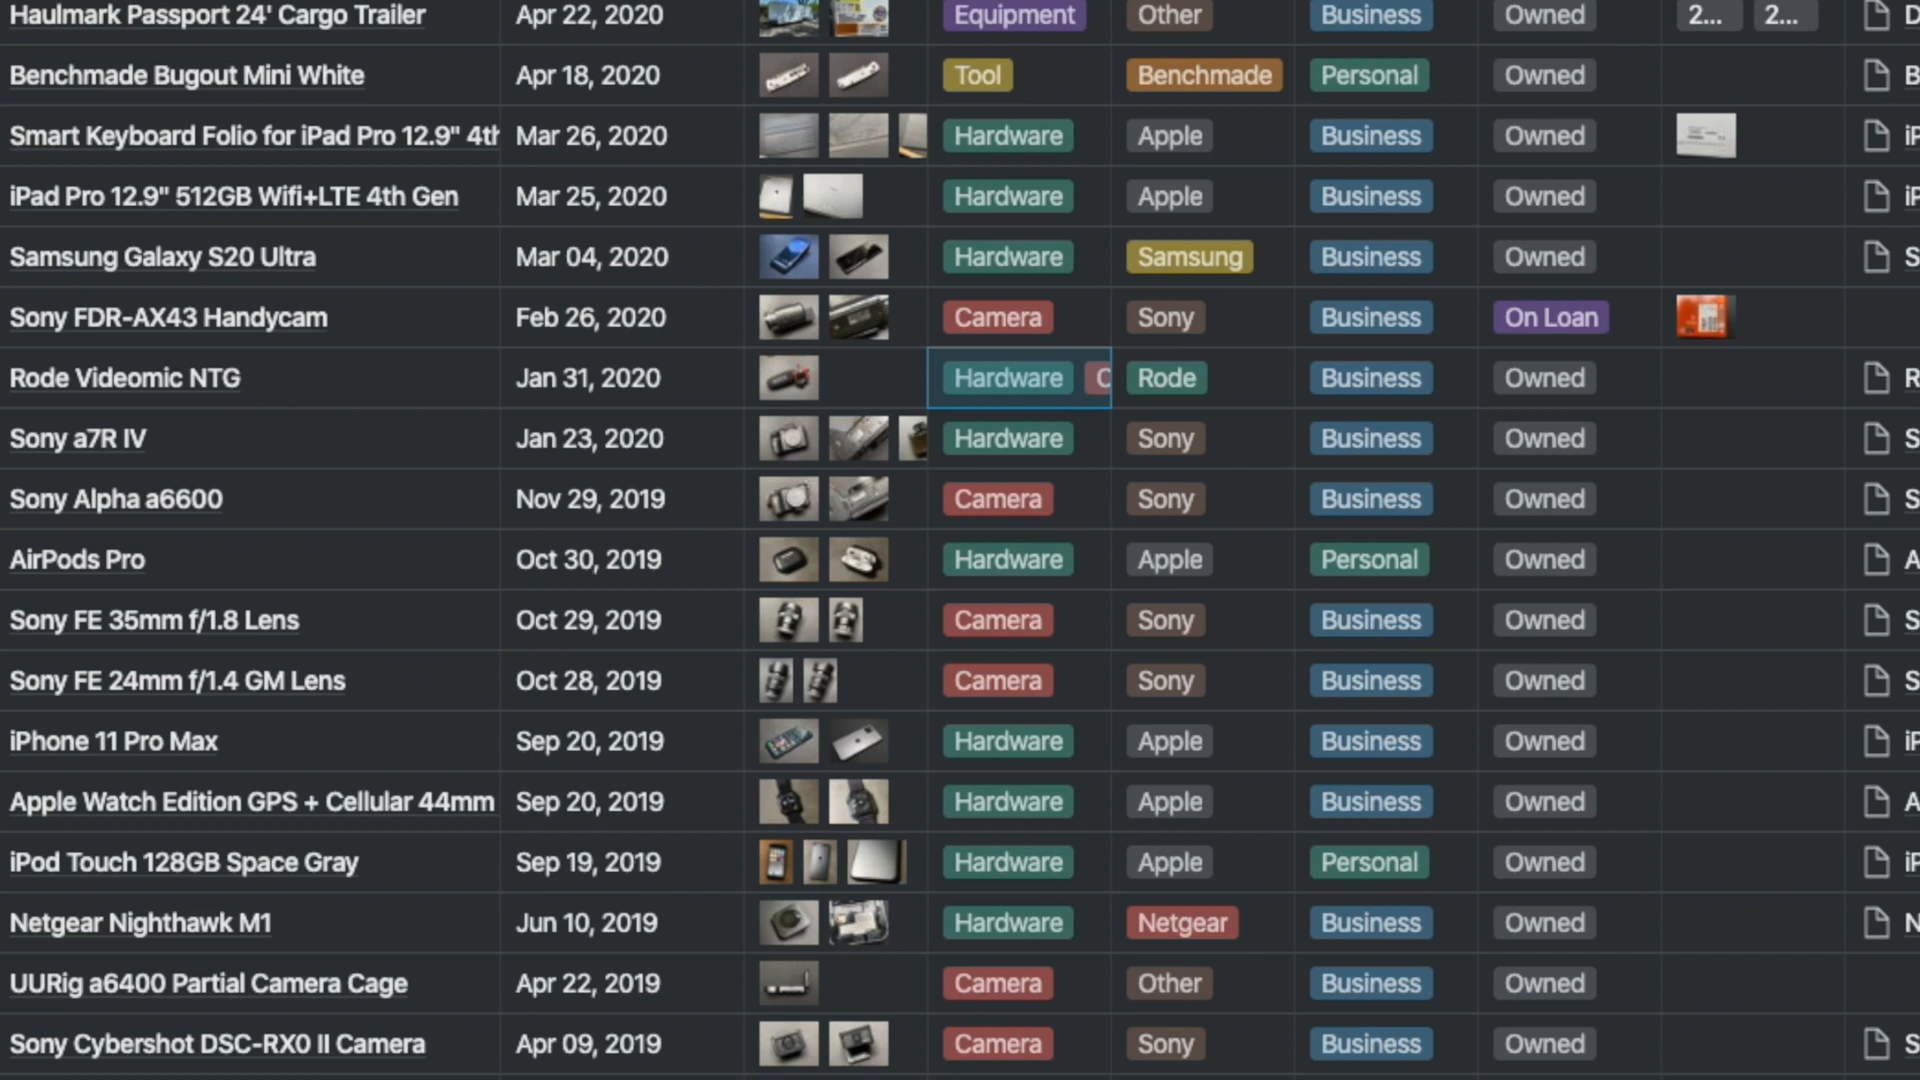 Haulmark Passport 24' Cargo Trailer Apr 22, 2020 Equipment Other Business Owned 2... 2... D
Benchmade Bugout Mini White Apr 18, 2020 Tool Benchmade Personal Owned B
Smart Keyboard Folio for iPad Pro 12.9" 4th Mar 26, 2020 Hardware Apple Business Owned iP
iPad Pro 12.9" 512GB Wifi+LTE 4th Gen Mar 25, 2020 Hardware Apple Business Owned iP
Samsung Galaxy S20 Ultra Mar 04, 2020 Hardware Samsung Business Owned S
Sony FDR-AX43 Handycam Feb 26, 2020 Camera Sony Business On Loan
Rode Videomic NTG Jan 31, 2020 Hardware C Rode Business Owned R
Sony a7R IV Jan 23, 2020 Hardware Sony Business Owned S
Sony Alpha a6600 Nov 29, 2019 Camera Sony Business Owned S
AirPods Pro Oct 30, 2019 Hardware Apple Personal Owned A
Sony FE 35mm f/1.8 Lens Oct 29, 2019 Camera Sony Business Owned S
Sony FE 24mm f/1.4 GM Lens Oct 28, 2019 Camera Sony Business Owned S
iPhone 11 Pro Max Sep 20, 2019 Hardware Apple Business Owned iP
Apple Watch Edition GPS + Cellular 44mm Sep 20, 2019 Hardware Apple Business Owned A
iPod Touch 128GB Space Gray Sep 19, 2019 Hardware Apple Personal Owned iP
Netgear Nighthawk M1 Jun 10, 2019 Hardware Netgear Business Owned N
UURig a6400 Partial Camera Cage Apr 22, 2019 Camera Other Business Owned
Sony Cybershot DSC-RX0 II Camera Apr 09, 2019 Camera Sony Business Owned S